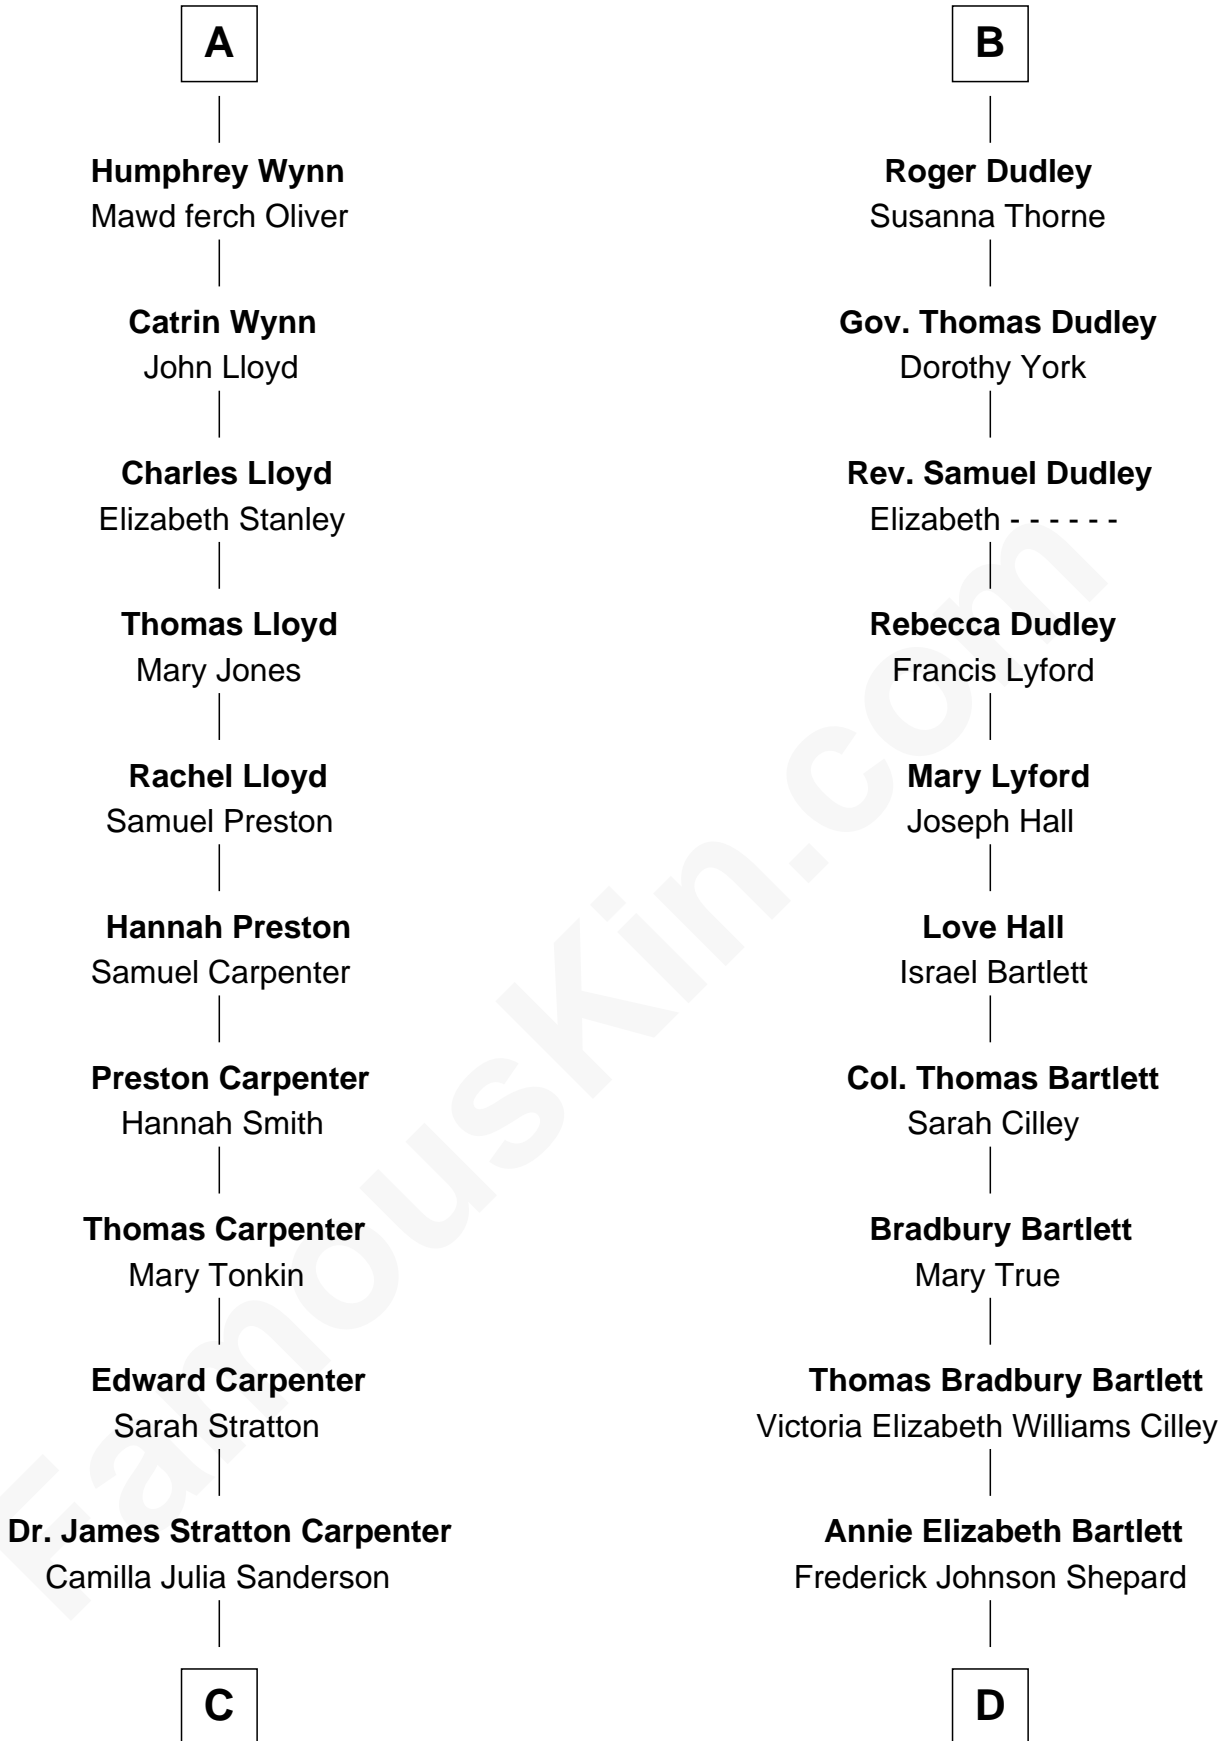 A
Humphrey Wynn
Mawd ferch Oliver
Catrin Wynn
John Lloyd
Charles Lloyd
Elizabeth Stanley
Thomas Lloyd
Mary Jones
Rachel Lloyd
Samuel Preston
Hannah Preston
Samuel Carpenter
Preston Carpenter
Hannah Smith
Thomas Carpenter
Mary Tonkin
Edward Carpenter
Sarah Stratton
Dr. James Stratton Carpenter
Camilla Julia Sanderson
C
B
Roger Dudley
Susanna Thorne
Gov. Thomas Dudley
Dorothy York
Rev. Samuel Dudley
Elizabeth - - - - - -
Rebecca Dudley
Francis Lyford
Mary Lyford
Joseph Hall
Love Hall
Israel Bartlett
Col. Thomas Bartlett
Sarah Cilley
Bradbury Bartlett
Mary True
Thomas Bradbury Bartlett
Victoria Elizabeth Williams Cilley
Annie Elizabeth Bartlett
Frederick Johnson Shepard
D
FamousKin.com